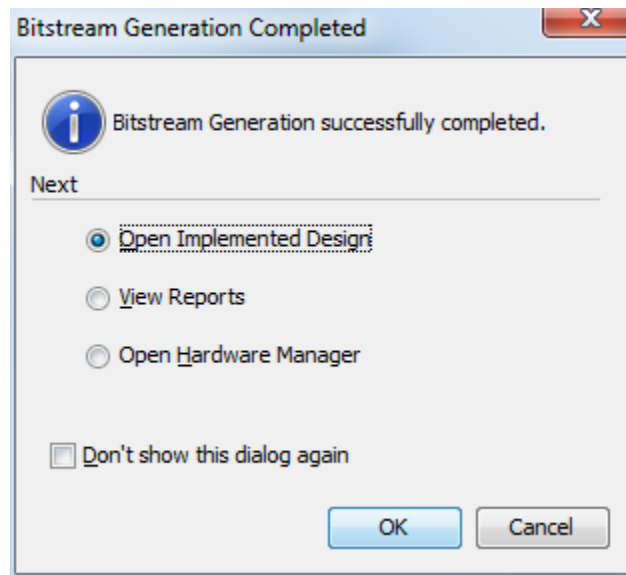 Bitstream Generation Completed
Bitstream Generation successfully completed.
Next
Open Implemented Design
View Reports
Open Hardware Manager
Don't show this dialog again
OK
Cancel